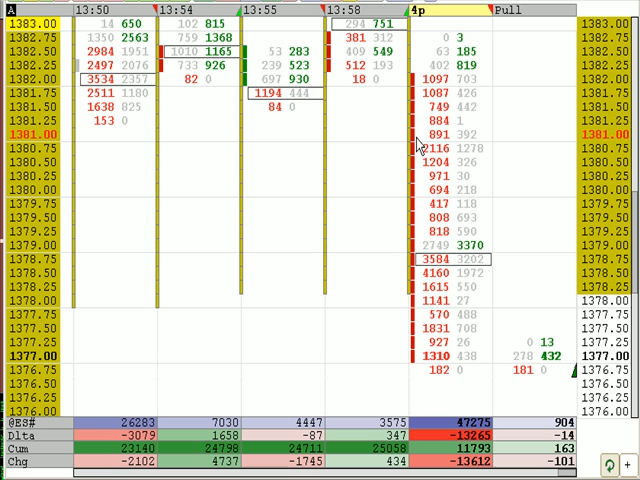 A 13:50 13:54 13:55 13:58 4p Pull
1383.00 14 650 102 815 294 751 1383.00
1382.75 1350 2563 759 1368 381 312 0 3 1382.75
1382.50 2984 1951 1010 1165 53 283 409 549 63 185 1382.50
1382.25 2497 2076 733 926 239 523 512 193 402 819 1382.25
1382.00 3534 2357 82 0 697 930 18 0 1097 703 1382.00
1381.75 2511 1180 1194 444 1087 426 1381.75
1381.50 1638 825 84 0 749 442 1381.50
1381.25 153 0 884 1 1381.25
1381.00 891 392 1381.00
1380.75 2116 1278 1380.75
1380.50 1204 326 1380.50
1380.25 971 30 1380.25
1380.00 694 218 1380.00
1379.75 417 118 1379.75
1379.50 808 693 1379.50
1379.25 818 590 1379.25
1379.00 2749 3370 1379.00
1378.75 3584 3202 1378.75
1378.50 4160 1972 1378.50
1378.25 1615 550 1378.25
1378.00 1141 27 1378.00
1377.75 570 488 1377.75
1377.50 1831 708 1377.50
1377.25 927 26 0 13 1377.25
1377.00 1310 438 278 432 1377.00
1376.75 182 0 181 0 1376.75
1376.50 1376.50
1376.25 1376.25
1376.00 1376.00
@ES# 26283 7030 4447 3575 47275 904
Dlta -3079 1658 -87 347 -13265 -14
Cum 23140 24798 24711 25058 11793 163
Chg -2102 4737 -1745 434 -13612 -101